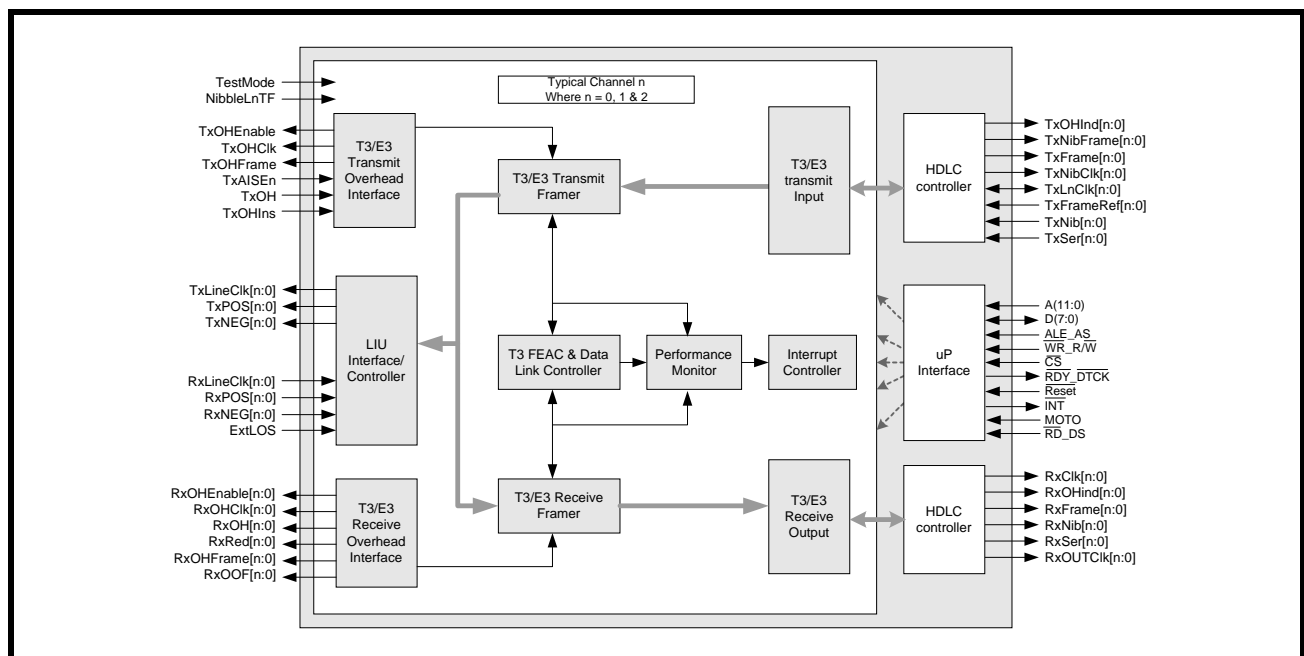 TestMode
NibbleLnTF
Typical Channel n
Where n = 0, 1 & 2
TxOHEnable
TxOHClk
TxOHFrame
TxAISEn
TxOH
TxOHIns
T3/E3
Transmit
Overhead
Interface
T3/E3 Transmit
Framer
T3/E3
transmit
Input
HDLC
controller
TxOHInd[n:0]
TxNibFrame[n:0]
TxFrame[n:0]
TxNibClk[n:0]
TxLnClk[n:0]
TxFrameRef[n:0]
TxNib[n:0]
TxSer[n:0]
TxLineClk[n:0]
TxPOS[n:0]
TxNEG[n:0]
RxLineClk[n:0]
RxPOS[n:0]
RxNEG[n:0]
ExtLOS
LIU
Interface/
Controller
T3 FEAC & Data
Link Controller
Performance
Monitor
Interrupt
Controller
uP
Interface
A(11:0)
D(7:0)
ALE_AS
WR_R/W
CS
RDY_DTCK
Reset
INT
MOTO
RD_DS
RxOHEnable[n:0]
RxOHClk[n:0]
RxOH[n:0]
RxRed[n:0]
RxOHFrame[n:0]
RxOOF[n:0]
T3/E3
Receive
Overhead
Interface
T3/E3 Receive
Framer
T3/E3
Receive
Output
HDLC
controller
RxClk[n:0]
RxOHind[n:0]
RxFrame[n:0]
RxNib[n:0]
RxSer[n:0]
RxOUTClk[n:0]